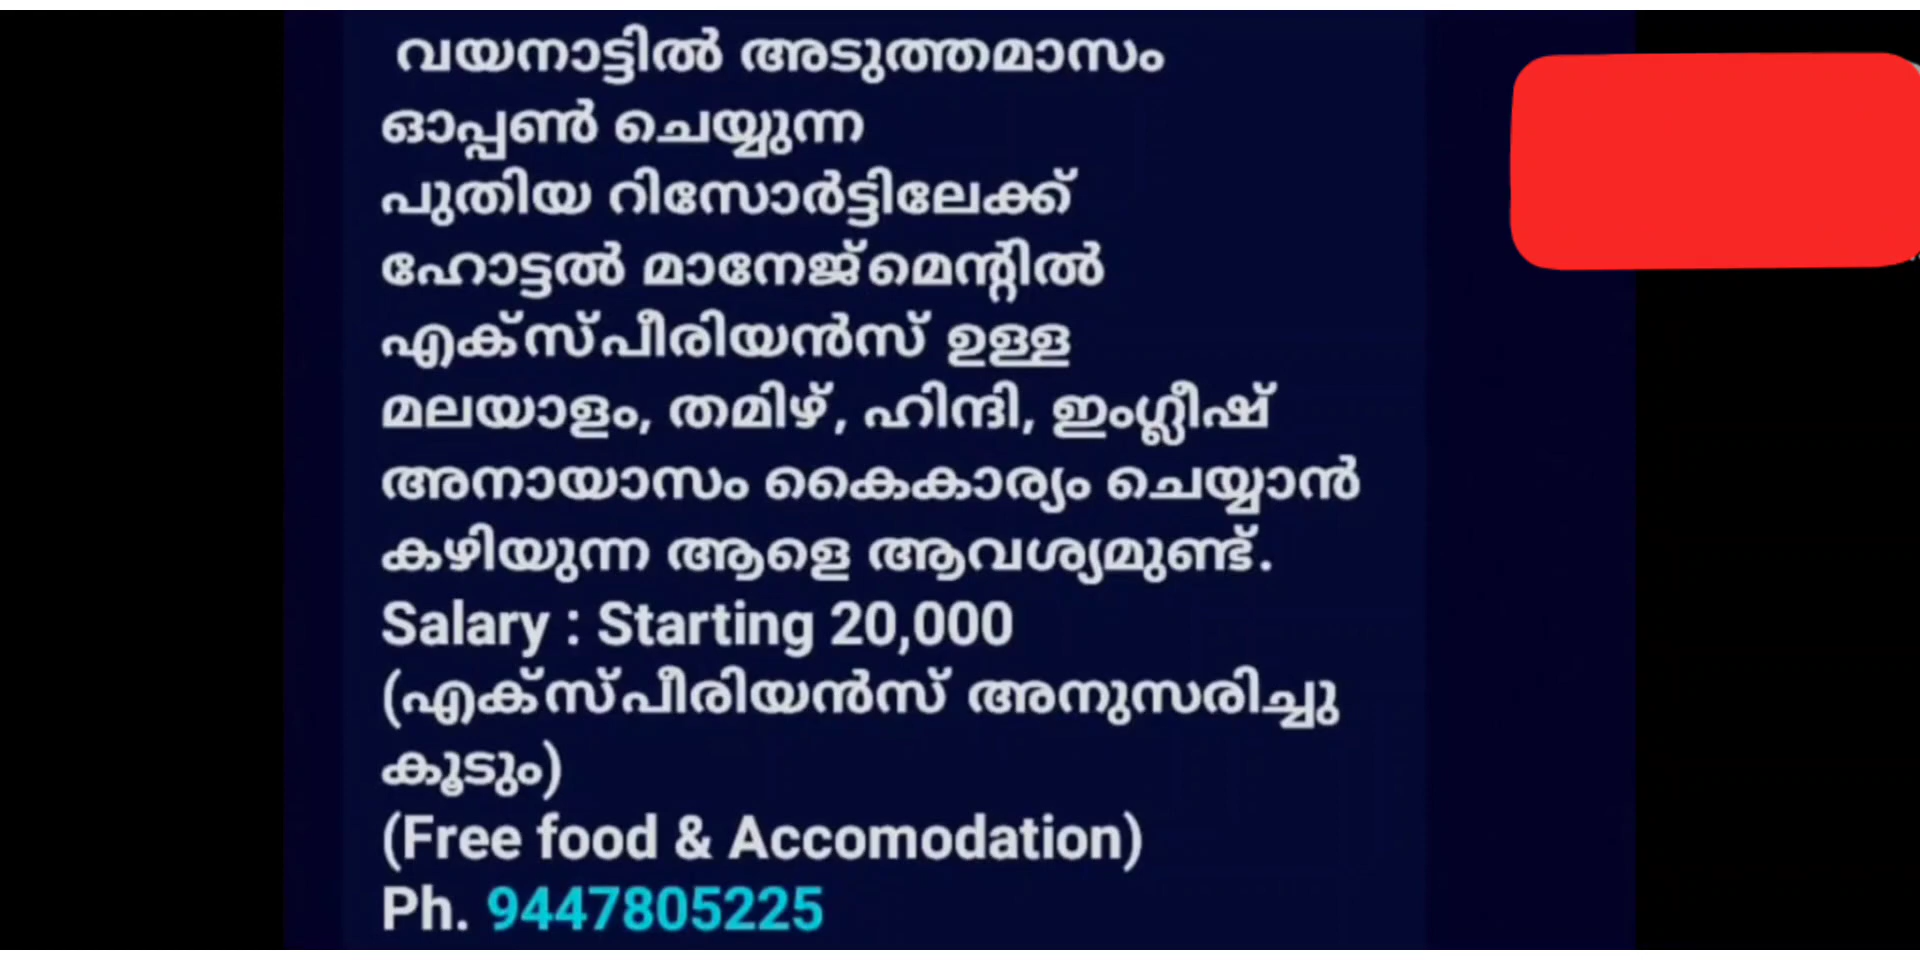 വയനാട്ടിൽ അടുത്തമാസം
ഓപ്പൺ ചെയ്യുന്ന
പുതിയ റിസോർട്ടിലേക്ക്
ഹോട്ടൽ മാനേജ്മെന്റിൽ
എക്സ്പീരിയൻസ് ഉള്ള
മലയാളം, തമിഴ്, ഹിന്ദി, ഇംഗ്ലീഷ്
അനായാസം കൈകാര്യം ചെയ്യാൻ
കഴിയുന്ന ആളെ ആവശ്യമുണ്ട്.
Salary : Starting 20,000
(എക്സ്പീരിയൻസ് അനുസരിച്ചു
കൂടും)
(Free food & Accomodation)
Ph. 9447805225